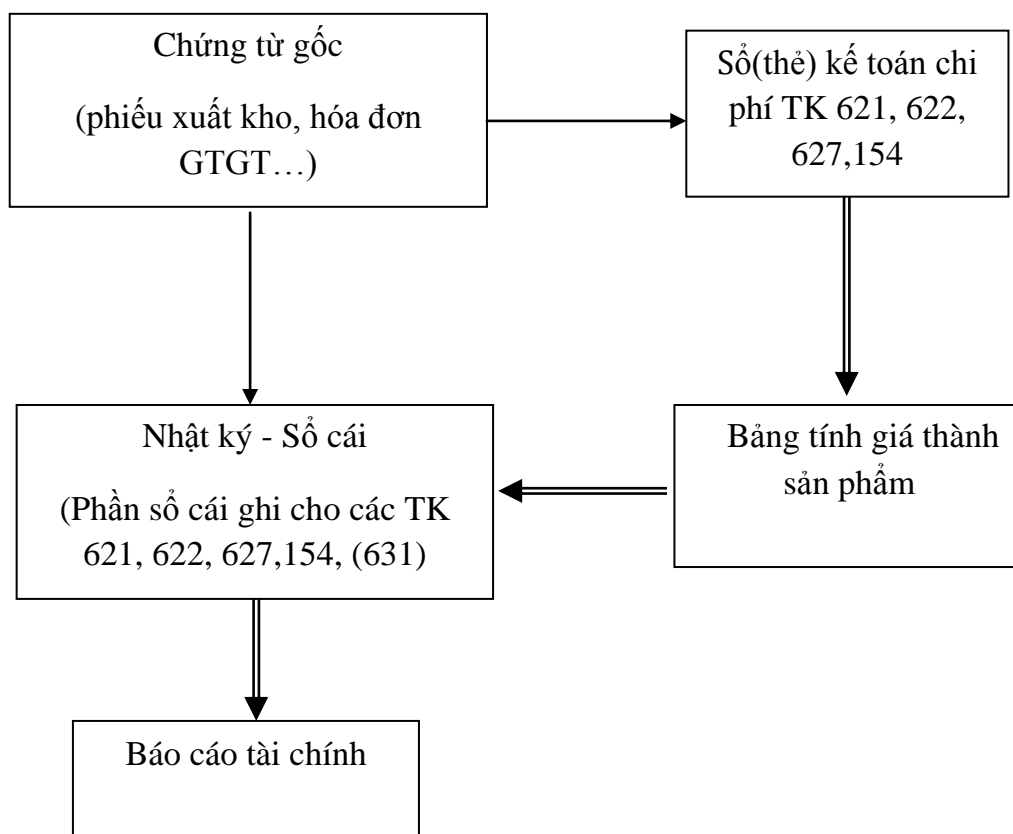 Chứng từ gốc
(phiếu xuất kho, hóa đơn
GTGT…)
Sổ(thẻ) kế toán chi
phí TK 621, 622,
627,154
Nhật ký - Sổ cái
(Phần sổ cái ghi cho các TK
621, 622, 627,154, (631)
Bảng tính giá thành
sản phẩm
Báo cáo tài chính